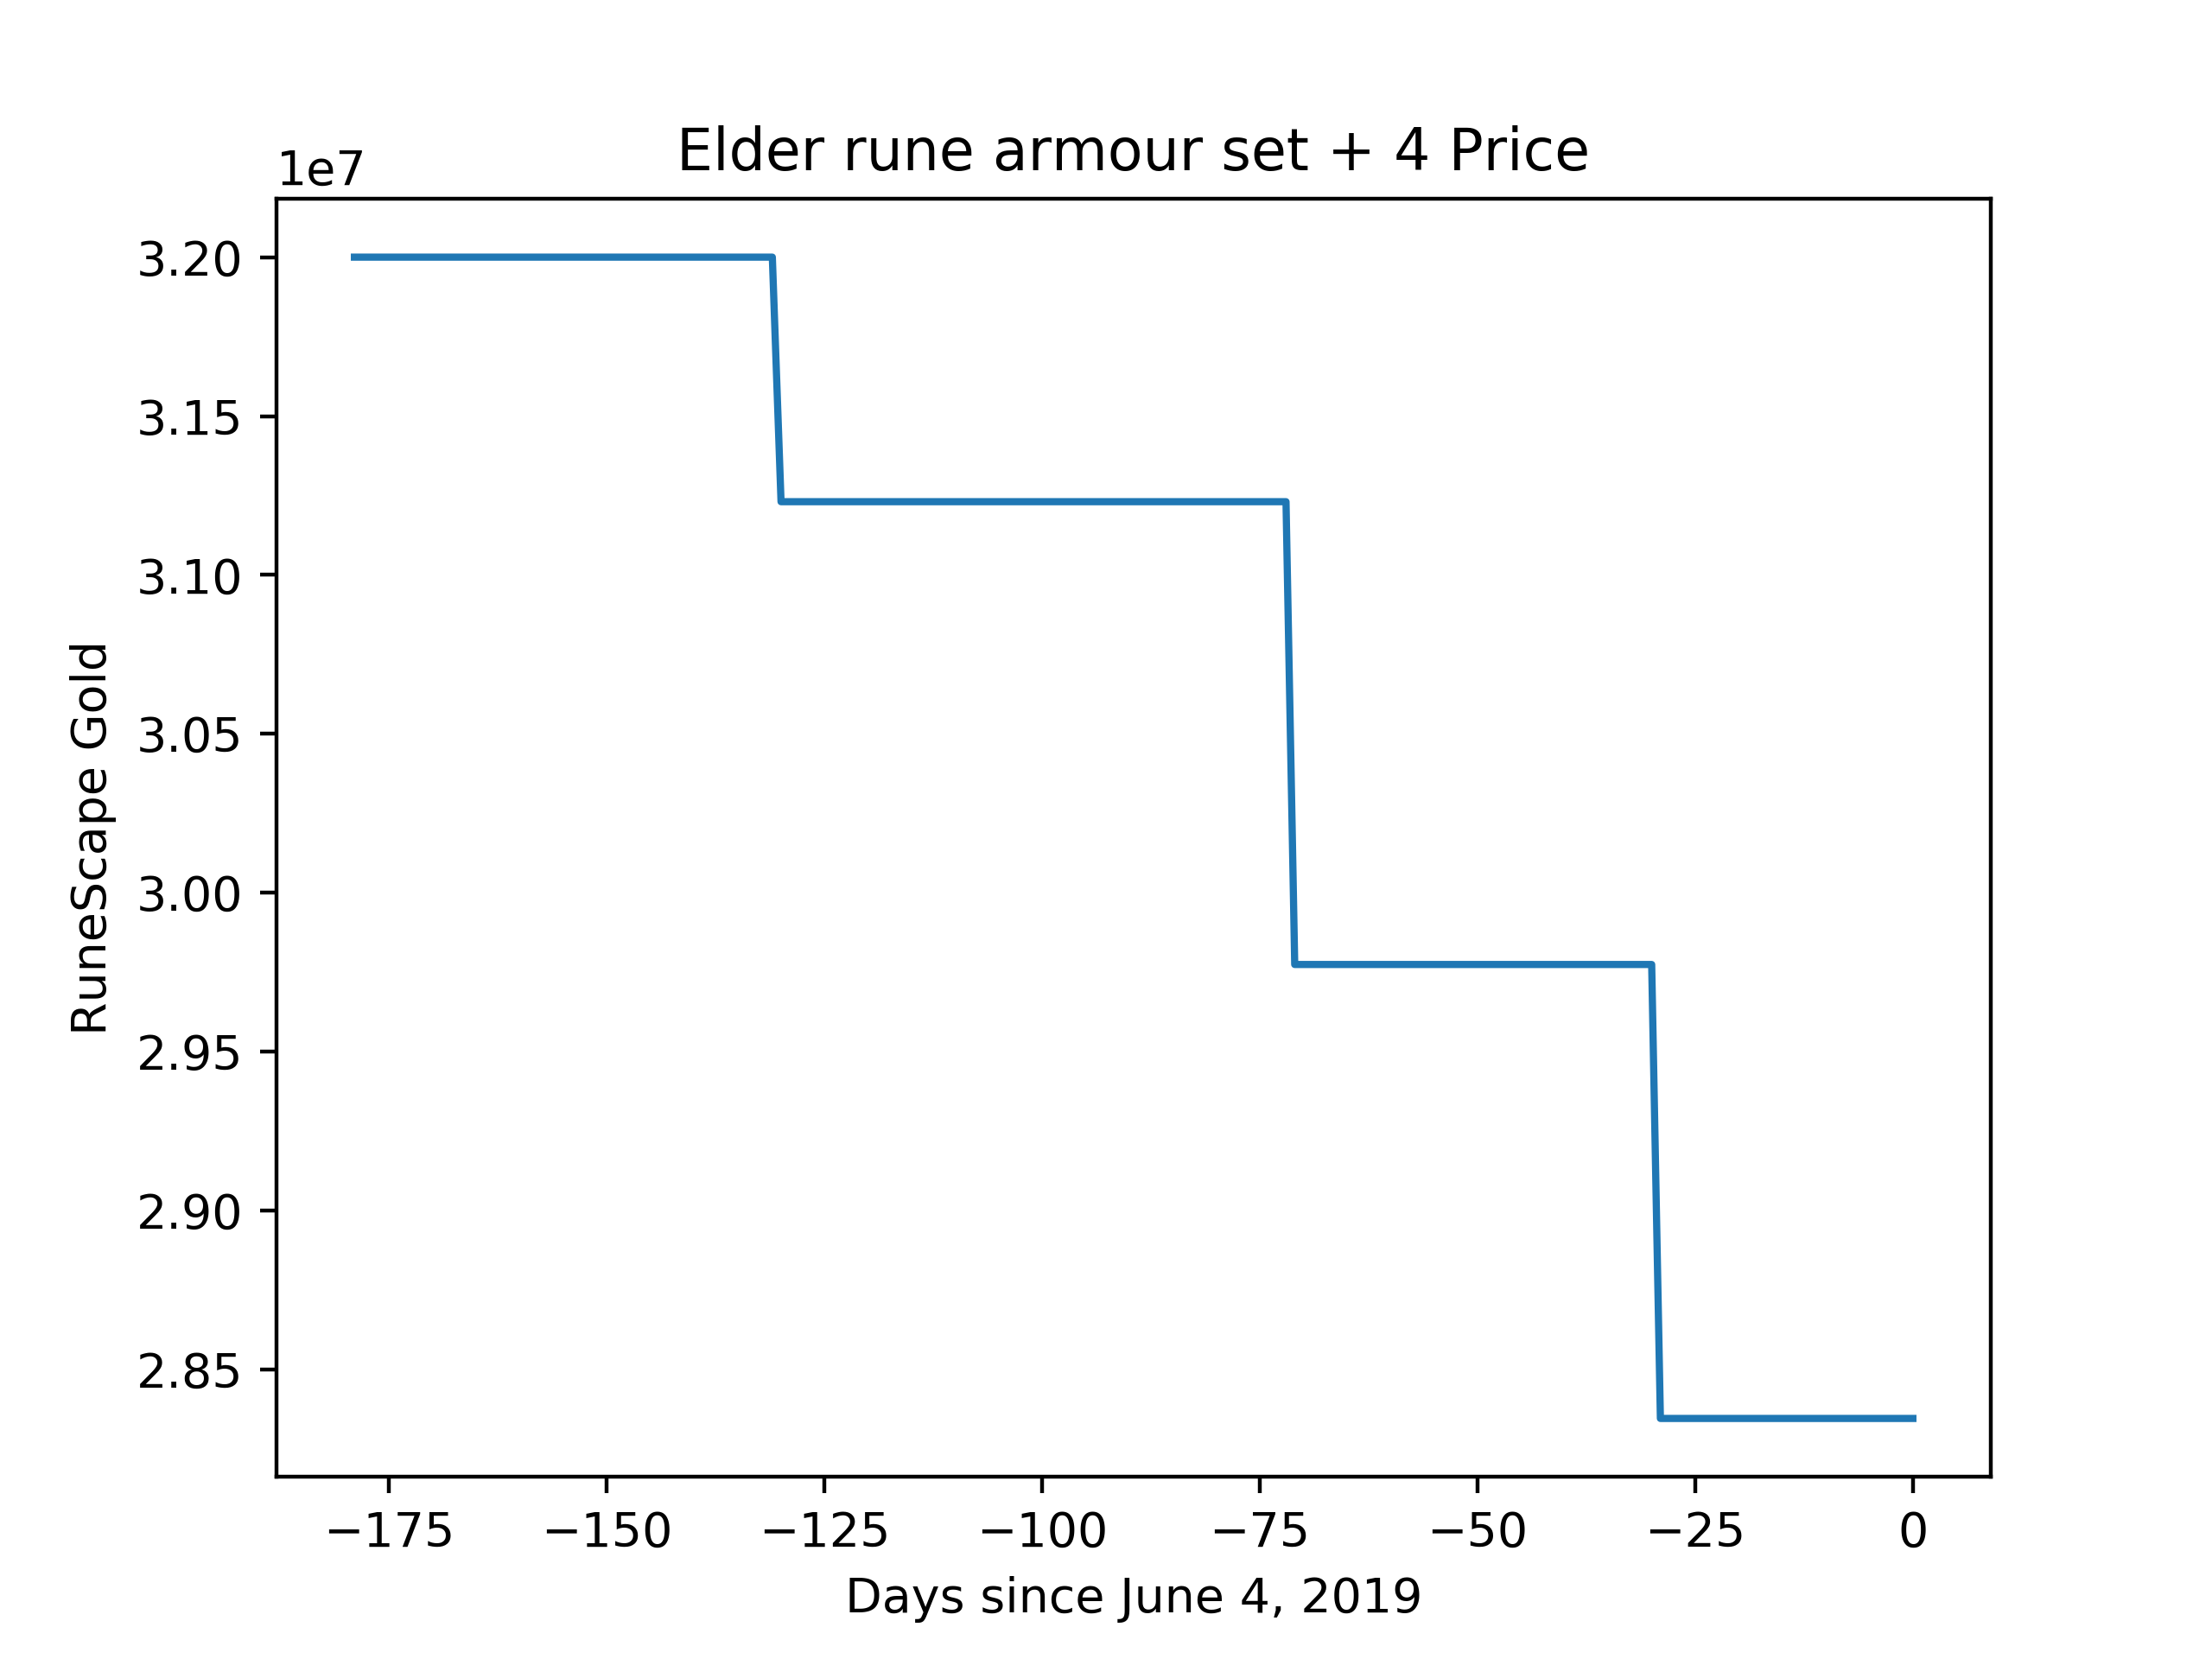 Elder rune armour set + 4 Price
1e7
3.20
3.15
3.10
3.05
3.00
2.95
2.90
2.85
RuneScape Gold
−175 −150 −125 −100 −75 −50 −25 0
Days since June 4, 2019